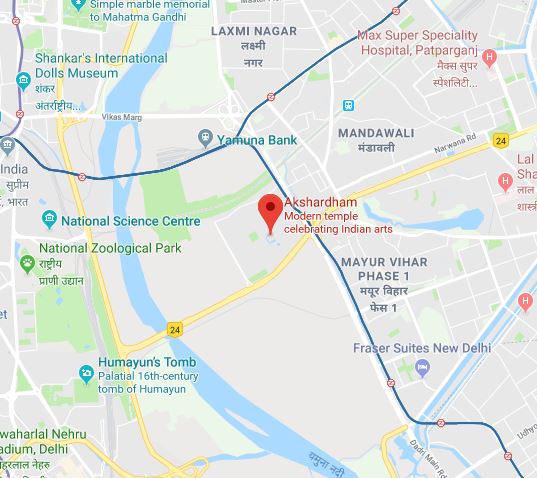 Simple marble memorial
to Mahatma Gandhi
LAXMI NAGAR
लक्ष्मी
नगर
Max Super Speciality
Hospital, Patparganj
मैक्स सुपर
स्पेशलिटी...
Shankar's International
Dolls Museum
शंकर
अंतर्राष्ट्रीय...
Vikas Marg
Yamuna Bank
MANDAWALI
मंडावली
Narwana Rd
24
India
सुप्रीम
, भारत
Lal
Sha
लाल
शास्त्री
Akshardham
Modern temple
celebrating Indian arts
National Science Centre
National Zoological Park
राष्ट्रीय
प्राणी उद्यान
MAYUR VIHAR
PHASE 1
मयूर विहार
फेस 1
24
Fraser Suites New Delhi
Humayun's Tomb
Palatial 16th-century
tomb of Humayun
waharlal Nehru
adium, Delhi
हरलाल नेहरू
यमुना नदी
Dadri Main Rd
Udhyo